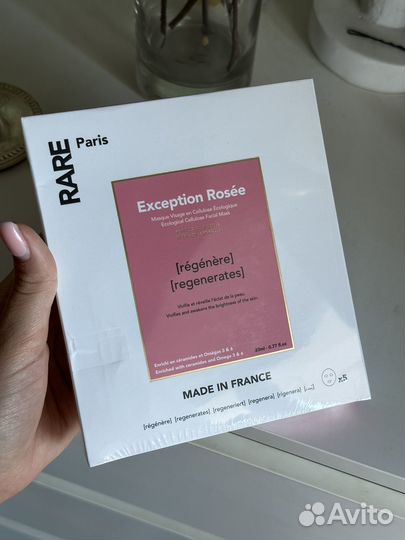 RARE Paris
Exception Rosée
Masque Visage en Cellulose Ecologique
Ecological Cellulose Facial Mask
[régénère]
[regenerates]
Vivifie et réveille l'éclat de la peau.
Vivifies and awakens the brightness of the skin.
Enrichi en céramides et Omégas 3 & 6
Enriched with ceramides and Omega 3 & 6
23ml - 0.77 fl.oz
MADE IN FRANCE
x5
[régénère] [regenerates] [regeneriert] [regenera] [rigenera]
Avito